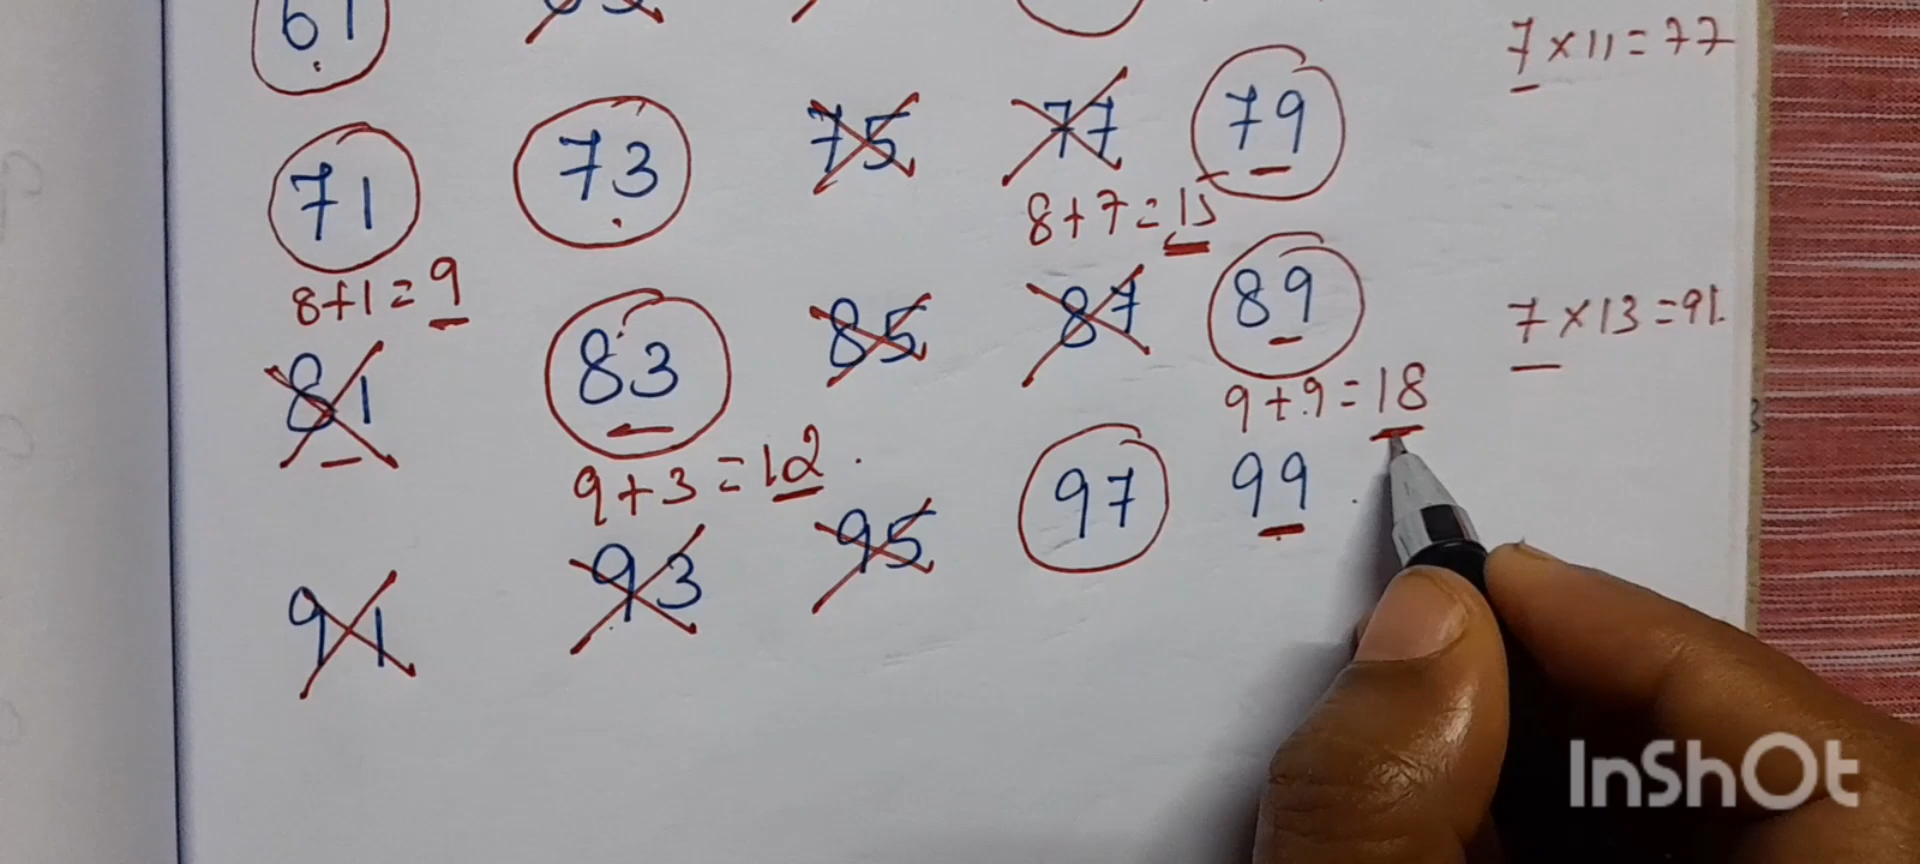 61
7 × 11 = 77
71 73 75 77 79
8+1=9 8+7=15
81 83 85 87 89
7 × 13 = 91.
9+3=12. 9+9=18
91 93 95 97 99
InShOt